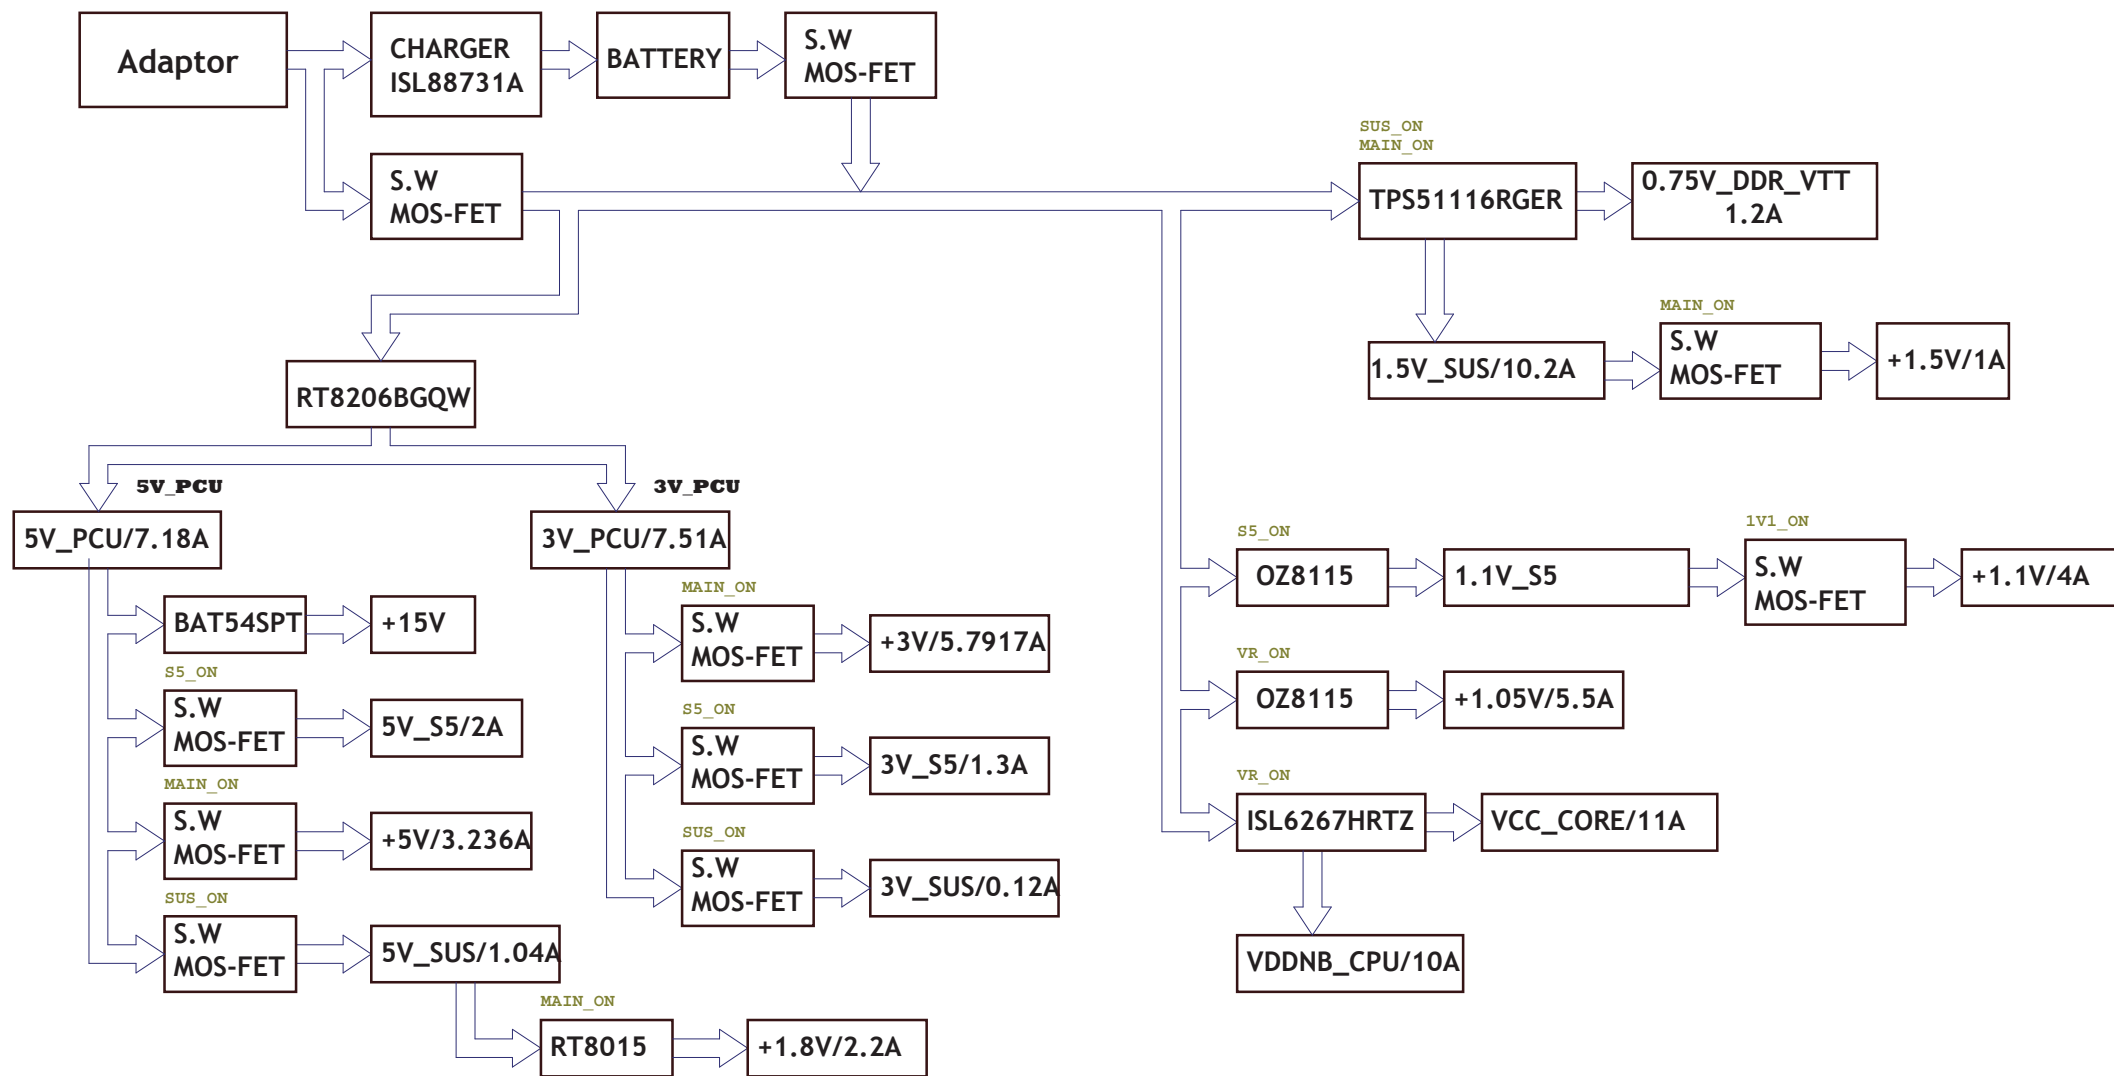 Adaptor
CHARGER
ISL88731A
BATTERY
S.W
MOS-FET
S.W
MOS-FET
SUS_ON
MAIN_ON
TPS51116RGER
0.75V_DDR_VTT
1.2A
1.5V_SUS/10.2A
MAIN_ON
S.W
MOS-FET
+1.5V/1A
RT8206BGQW
5V_PCU
3V_PCU
5V_PCU/7.18A
3V_PCU/7.51A
BAT54SPT
+15V
S5_ON
S.W
MOS-FET
5V_S5/2A
MAIN_ON
S.W
MOS-FET
+5V/3.236A
SUS_ON
S.W
MOS-FET
5V_SUS/1.04A
MAIN_ON
RT8015
+1.8V/2.2A
MAIN_ON
S.W
MOS-FET
+3V/5.7917A
S5_ON
S.W
MOS-FET
3V_S5/1.3A
SUS_ON
S.W
MOS-FET
3V_SUS/0.12A
S5_ON
OZ8115
1.1V_S5
1V1_ON
S.W
MOS-FET
+1.1V/4A
VR_ON
OZ8115
+1.05V/5.5A
VR_ON
ISL6267HRTZ
VCC_CORE/11A
VDDNB_CPU/10A